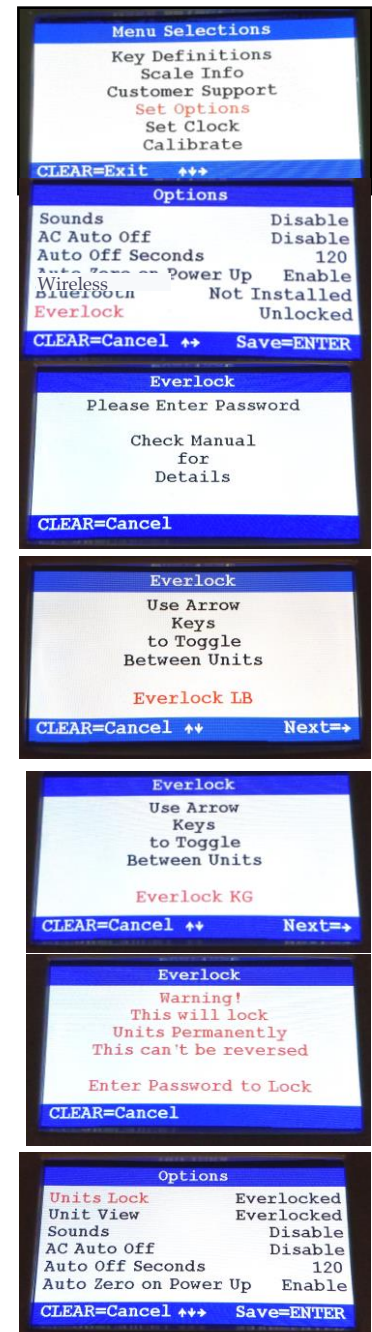 Menu Selections
Key Definitions
Scale Info
Customer Support
Set Options
Set Clock
Calibrate
CLEAR=Exit ↑↓→
Options
Sounds Disable
AC Auto Off Disable
Auto Off Seconds 120
Auto Zero on Power Up Enable
Wireless
Bluetooth Not Installed
Everlock Unlocked
CLEAR=Cancel ↑→ Save=ENTER
Everlock
Please Enter Password
Check Manual
for
Details
CLEAR=Cancel
Everlock
Use Arrow
Keys
to Toggle
Between Units
Everlock LB
CLEAR=Cancel ↑↓ Next=→
Everlock
Use Arrow
Keys
to Toggle
Between Units
Everlock KG
CLEAR=Cancel ↑↓ Next=→
Everlock
Warning!
This will lock
Units Permanently
This can't be reversed
Enter Password to Lock
CLEAR=Cancel
Options
Units Lock Everlocked
Unit View Everlocked
Sounds Disable
AC Auto Off Disable
Auto Off Seconds 120
Auto Zero on Power Up Enable
CLEAR=Cancel ↑↓→ Save=ENTER